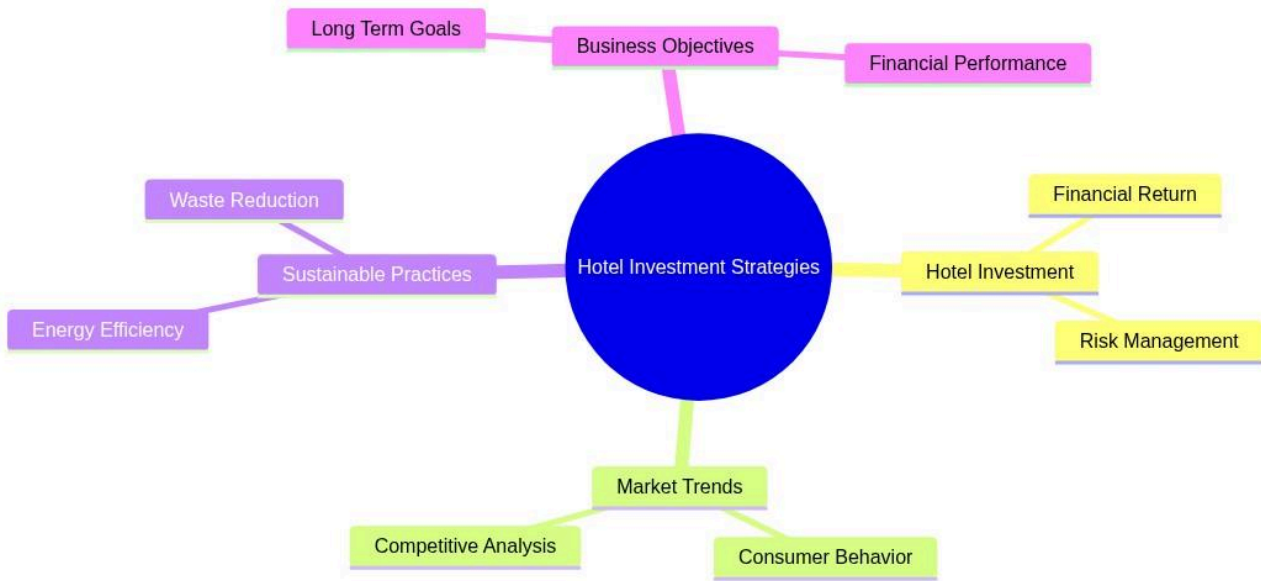 Long Term Goals
Business Objectives
Financial Performance
Waste Reduction
Financial Return
Sustainable Practices
Hotel Investment Strategies
Hotel Investment
Energy Efficiency
Risk Management
Market Trends
Competitive Analysis
Consumer Behavior